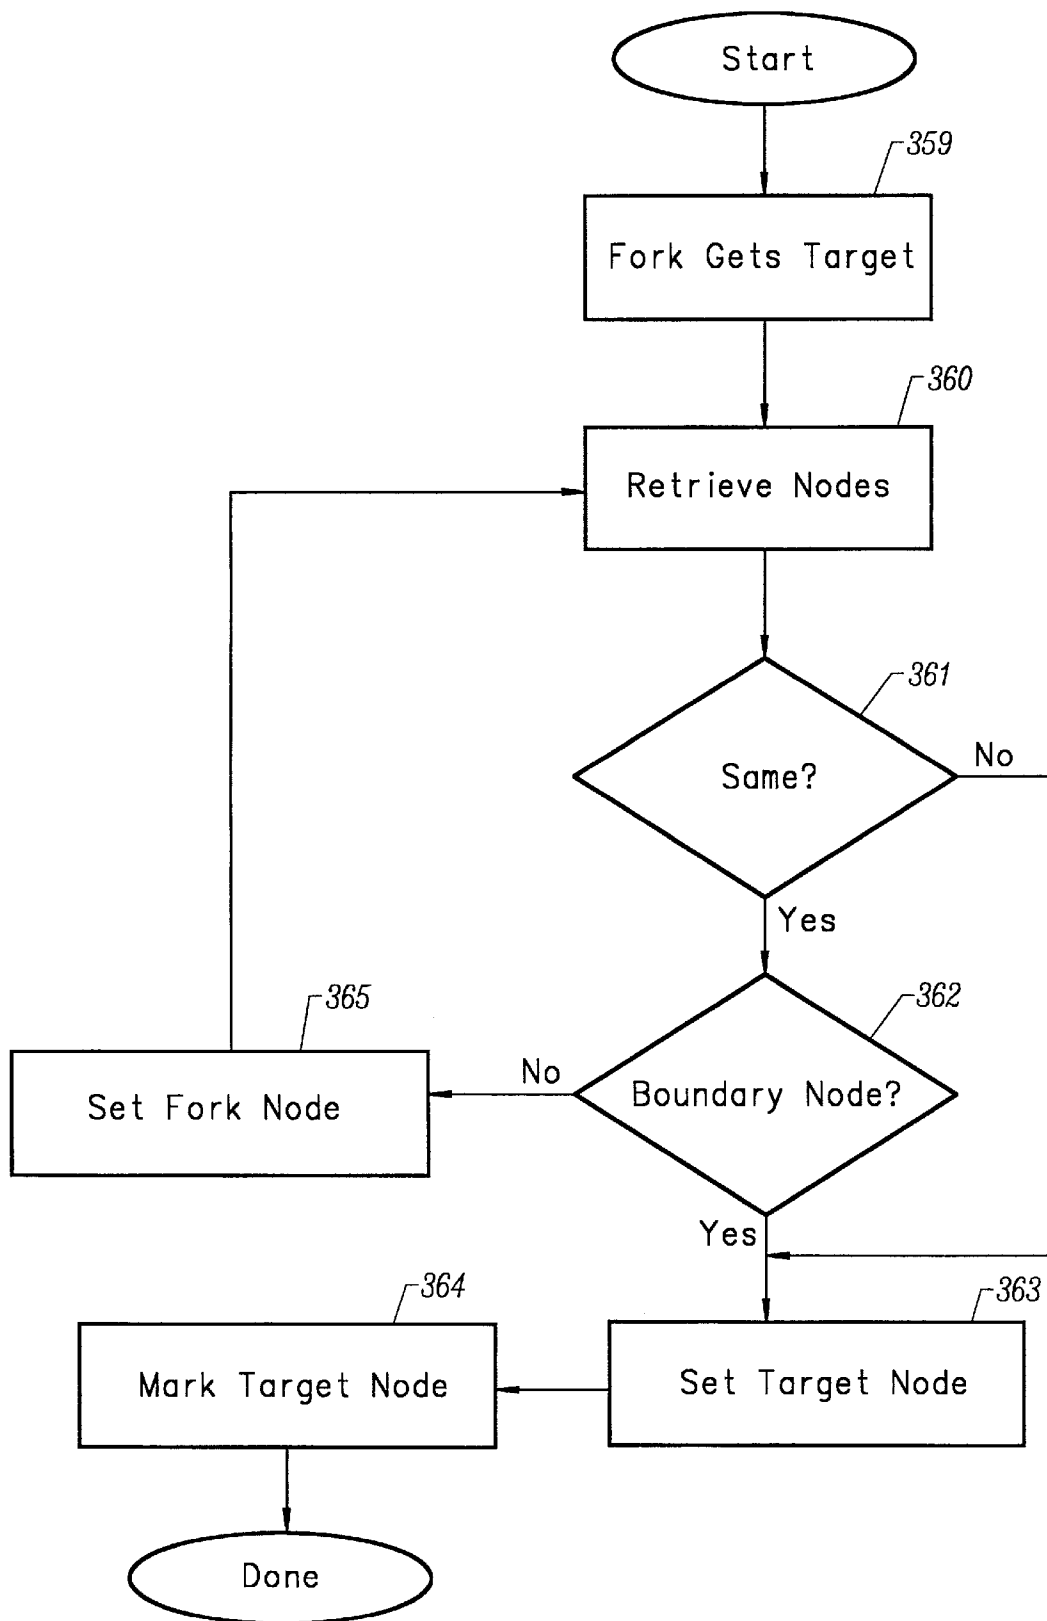 Start
359
Fork Gets Target
360
Retrieve Nodes
361
Same?
No
Yes
362
Boundary Node?
No
365
Set Fork Node
Yes
363
Set Target Node
364
Mark Target Node
Done